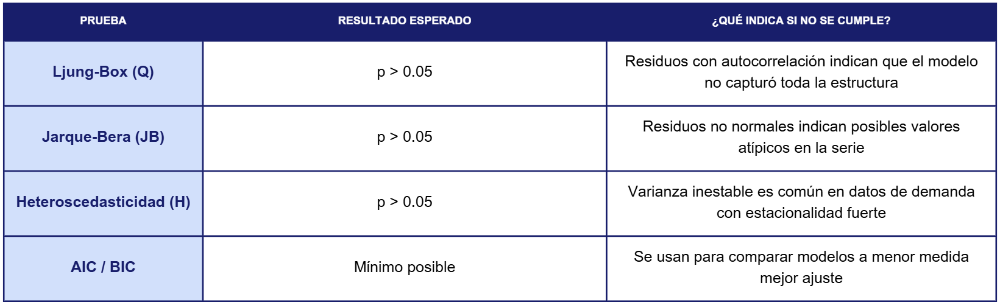 PRUEBA RESULTADO ESPERADO ¿QUÉ INDICA SI NO SE CUMPLE?
Ljung-Box (Q) p > 0.05 Residuos con autocorrelación indican que el modelo
no capturó toda la estructura
Jarque-Bera (JB) p > 0.05 Residuos no normales indican posibles valores
atípicos en la serie
Heteroscedasticidad (H) p > 0.05 Varianza inestable es común en datos de demanda
con estacionalidad fuerte
AIC / BIC Mínimo posible Se usan para comparar modelos a menor medida
mejor ajuste